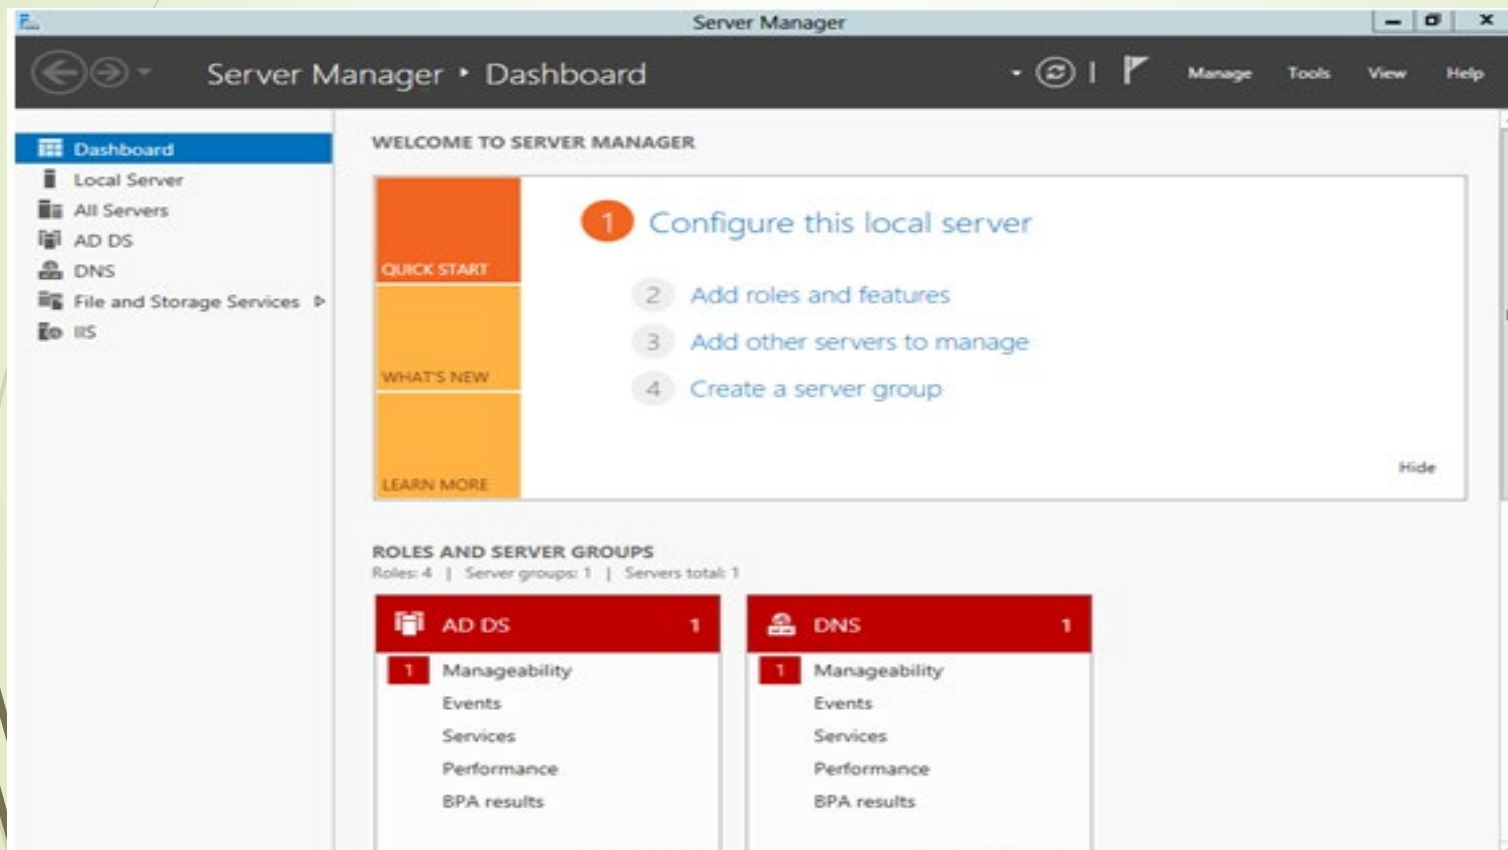 Server Manager
Server Manager • Dashboard
Manage Tools View Help
Dashboard
Local Server
All Servers
AD DS
DNS
File and Storage Services
IIS
WELCOME TO SERVER MANAGER
QUICK START
WHAT'S NEW
LEARN MORE
1 Configure this local server
2 Add roles and features
3 Add other servers to manage
4 Create a server group
Hide
ROLES AND SERVER GROUPS
Roles: 4 | Server groups: 1 | Servers total: 1
AD DS 1
1 Manageability
Events
Services
Performance
BPA results
DNS 1
1 Manageability
Events
Services
Performance
BPA results